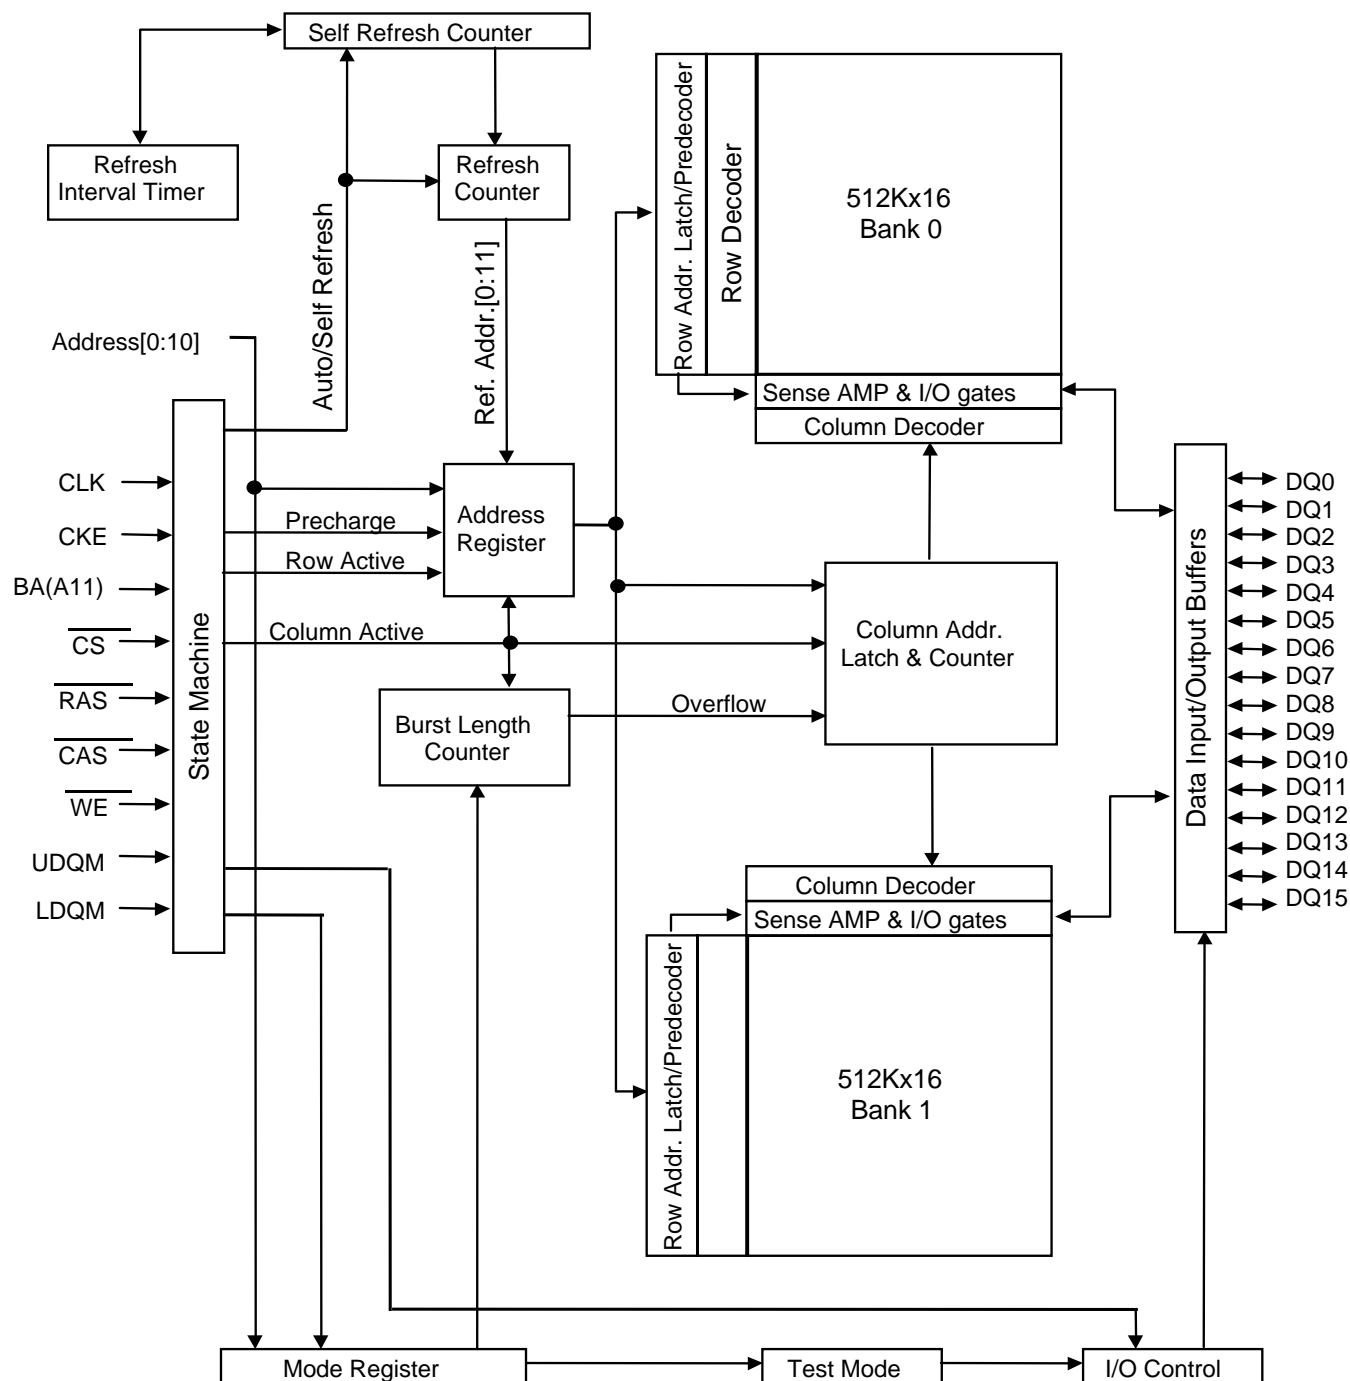 Self Refresh Counter
Refresh
Interval Timer
Refresh
Counter
Auto/Self Refresh
Ref. Addr.[0:11]
Row Addr. Latch/Predecoder
Row Decoder
512Kx16
Bank 0
Sense AMP & I/O gates
Column Decoder
Address[0:10]
CLK
CKE
BA(A11)
CS
RAS
CAS
WE
UDQM
LDQM
State Machine
Precharge
Row Active
Column Active
Address
Register
Burst Length
Counter
Overflow
Column Addr.
Latch & Counter
Data Input/Output Buffers
DQ0
DQ1
DQ2
DQ3
DQ4
DQ5
DQ6
DQ7
DQ8
DQ9
DQ10
DQ11
DQ12
DQ13
DQ14
DQ15
Column Decoder
Sense AMP & I/O gates
Row Addr. Latch/Predecoder
512Kx16
Bank 1
Mode Register
Test Mode
I/O Control